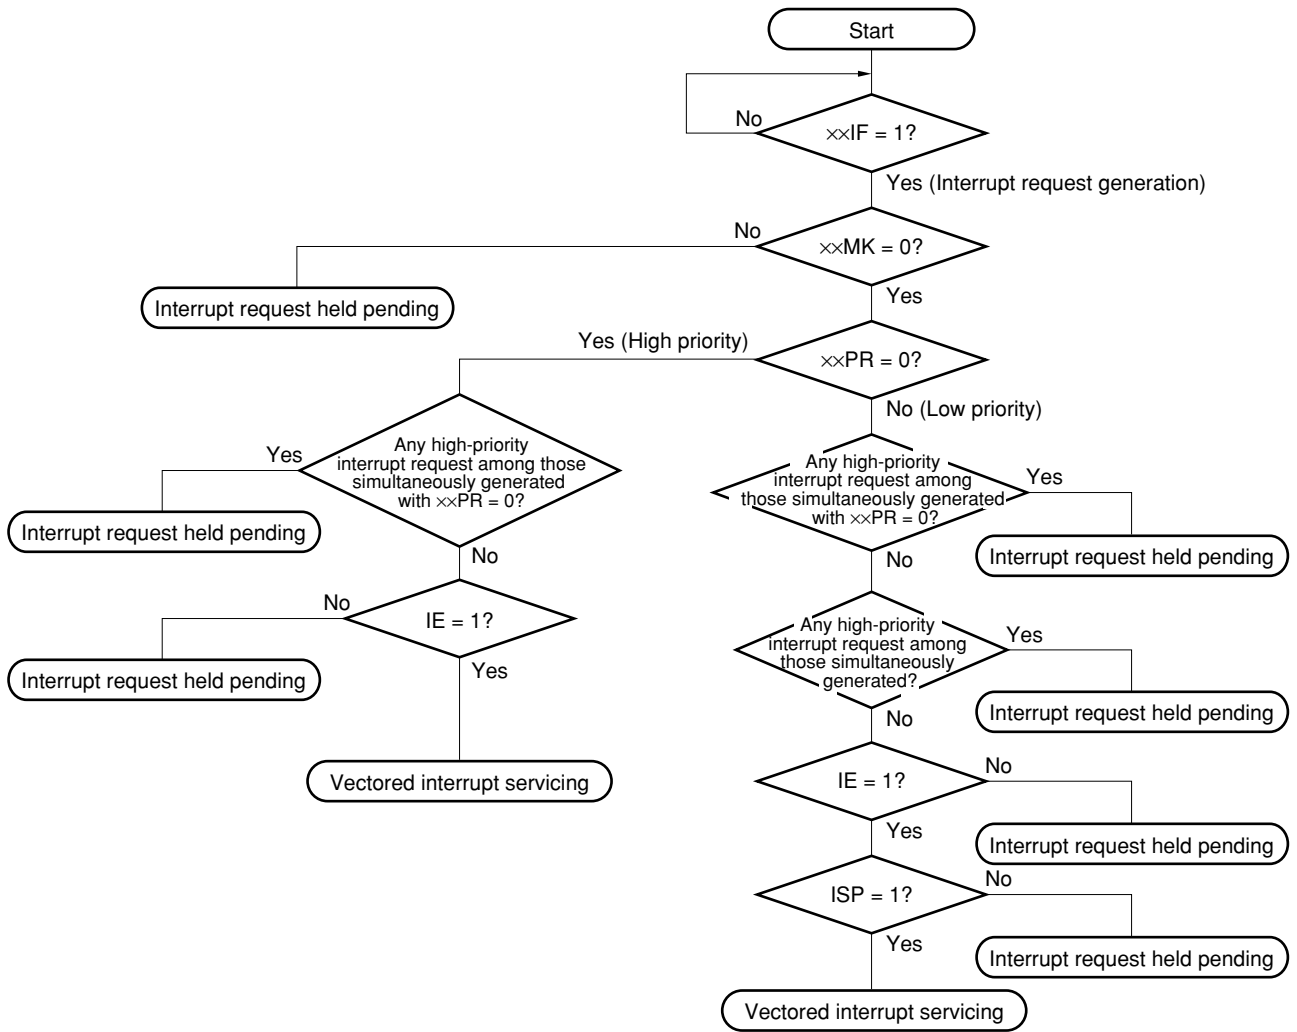 Start
No
××IF = 1?
Yes (Interrupt request generation)
No
××MK = 0?
Interrupt request held pending
Yes
Yes (High priority)
××PR = 0?
No (Low priority)
Yes
Any high-priority
interrupt request among those
simultaneously generated
with ××PR = 0?
Any high-priority
interrupt request among
those simultaneously generated
with ××PR = 0?
Yes
Interrupt request held pending
Interrupt request held pending
No
No
No
IE = 1?
Any high-priority
interrupt request among
those simultaneously
generated?
Yes
Interrupt request held pending
Yes
Interrupt request held pending
No
Vectored interrupt servicing
IE = 1?
No
Yes
Interrupt request held pending
ISP = 1?
No
Yes
Interrupt request held pending
Vectored interrupt servicing